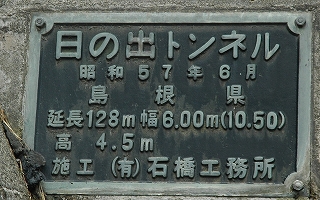 日の出トンネル
昭和57年6月
島根県
延長128m幅6.00m(10.50)
高 4.5m
施工 (有)石橋工務所